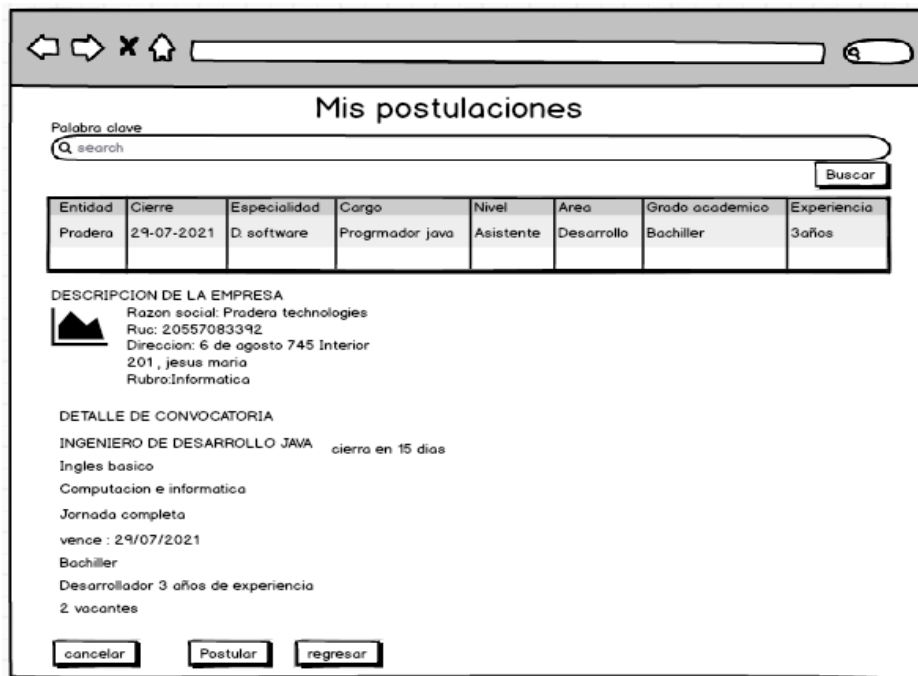 Mis postulaciones
Palabra clave
search
Buscar
Entidad Cierre Especialidad Cargo Nivel Area Grado academico Experiencia
Pradera 29-07-2021 D. software Progrmador java Asistente Desarrollo Bachiller 3años
DESCRIPCION DE LA EMPRESA
Razon social: Pradera technologies
Ruc: 20557083392
Direccion: 6 de agosto 745 Interior
201 , jesus maria
Rubro:Informatica
DETALLE DE CONVOCATORIA
INGENIERO DE DESARROLLO JAVA cierra en 15 dias
Ingles basico
Computacion e informatica
Jornada completa
vence : 29/07/2021
Bachiller
Desarrollador 3 años de experiencia
2 vacantes
cancelar Postular regresar